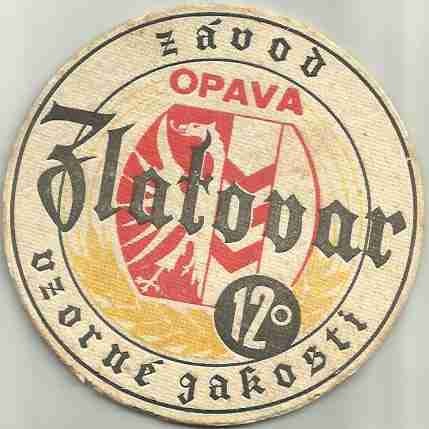 závod
OPAVA
Zlatovar
12°
vzorné jakosti